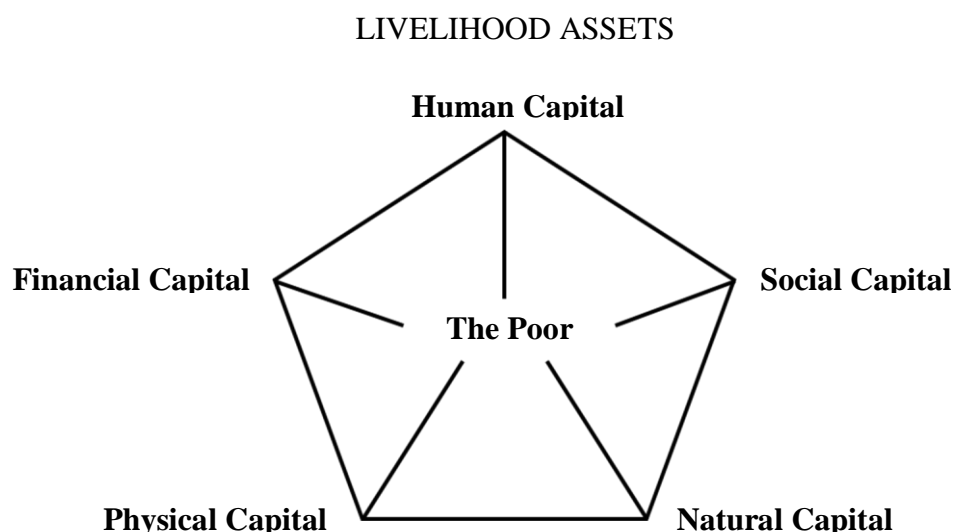 LIVELIHOOD ASSETS
Human Capital
Financial Capital
Social Capital
The Poor
Physical Capital
Natural Capital